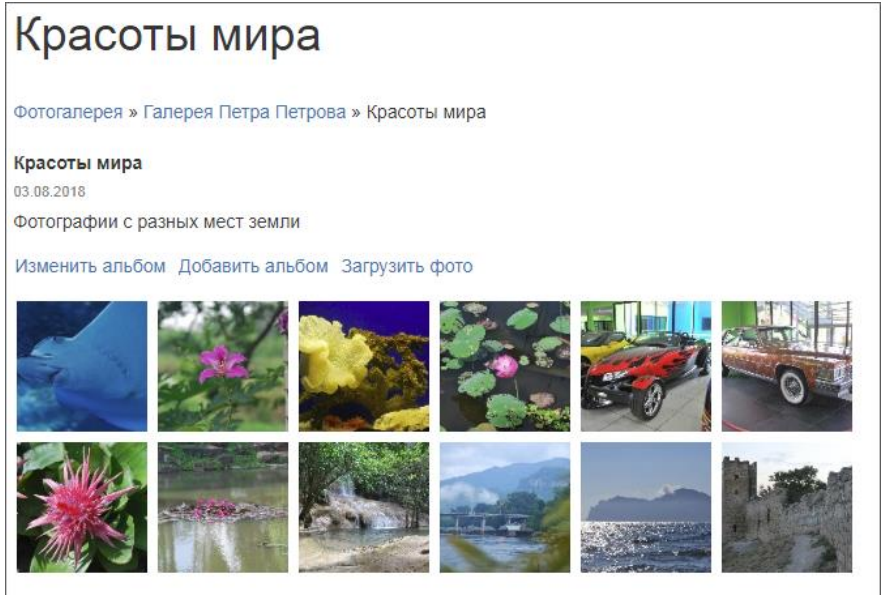 Красоты мира
Фотогалерея » Галерея Петра Петрова » Красоты мира
Красоты мира
03.08.2018
Фотографии с разных мест земли
Изменить альбом Добавить альбом Загрузить фото